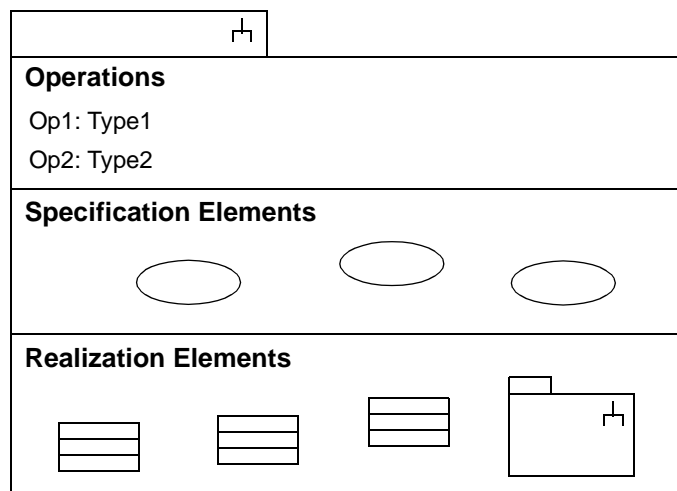 Operations
Op1: Type1
Op2: Type2
Specification Elements
Realization Elements